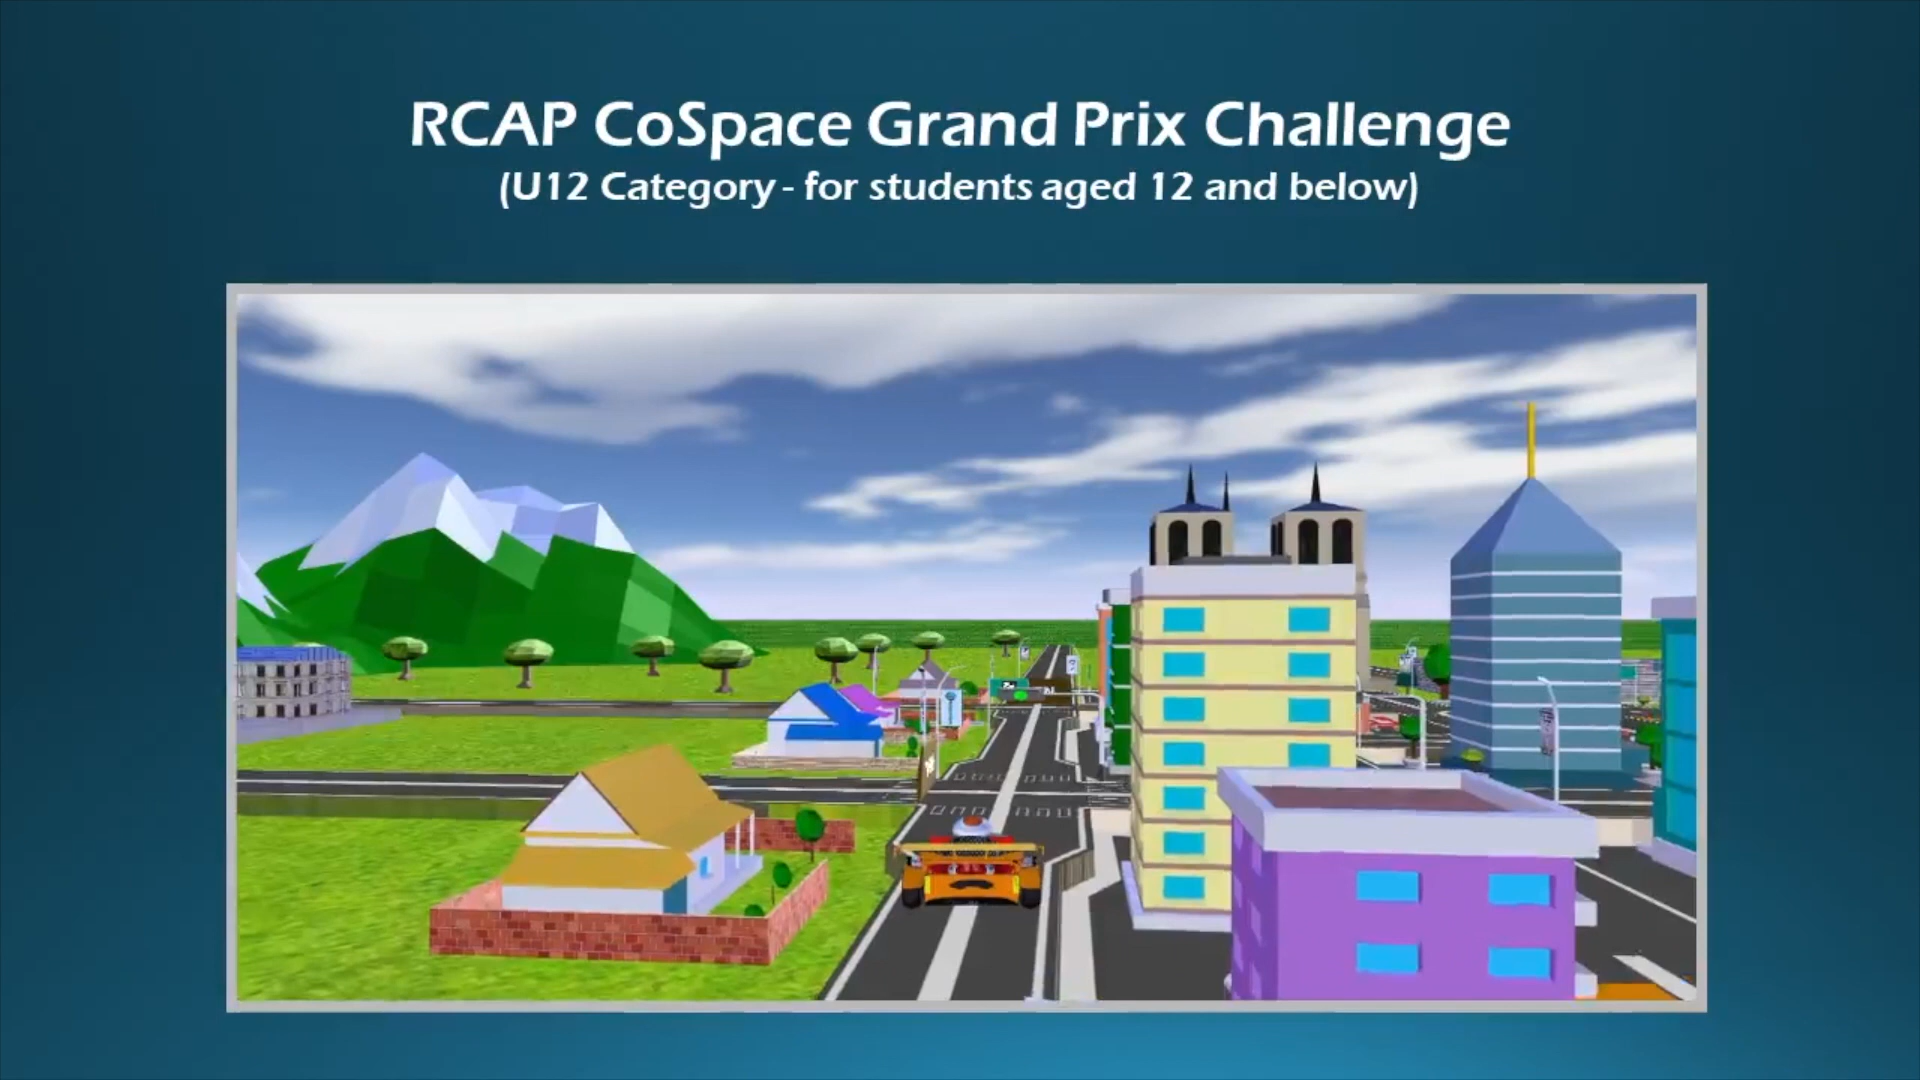 RCAP CoSpace Grand Prix Challenge
(U12 Category - for students aged 12 and below)